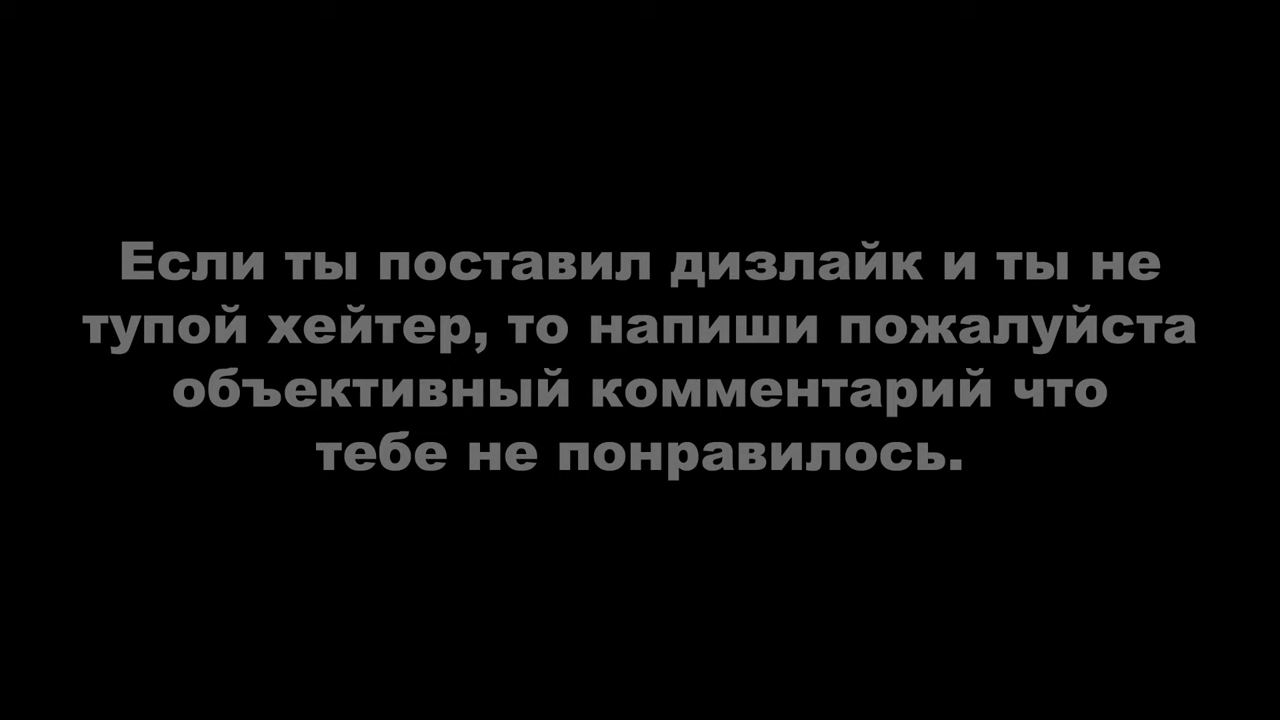 Если ты поставил дизлайк и ты не
тупой хейтер, то напиши пожалуйста
объективный комментарий что
тебе не понравилось.